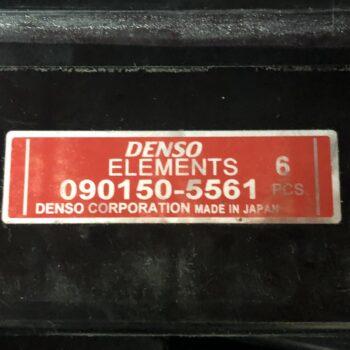 DENSO
ELEMENTS 6
090150-5561 PCS.
DENSO CORPORATION MADE IN JAPAN